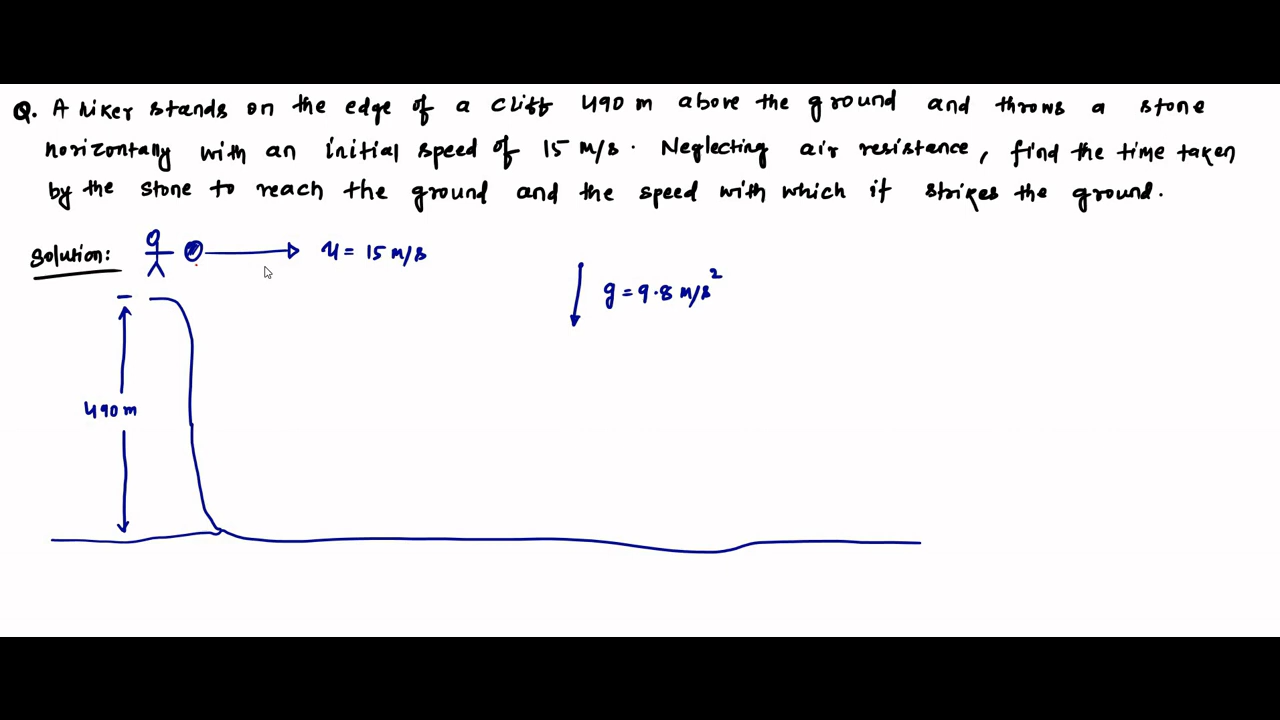 Q. A hiker stands on the edge of a cliff 490 m above the ground and throws a stone
horizontally with an initial speed of 15 m/s. Neglecting air resistance, find the time taken
by the stone to reach the ground and the speed with which it strikes the ground.
Solution:
u = 15 m/s
g = 9.8 m/s²
490 m